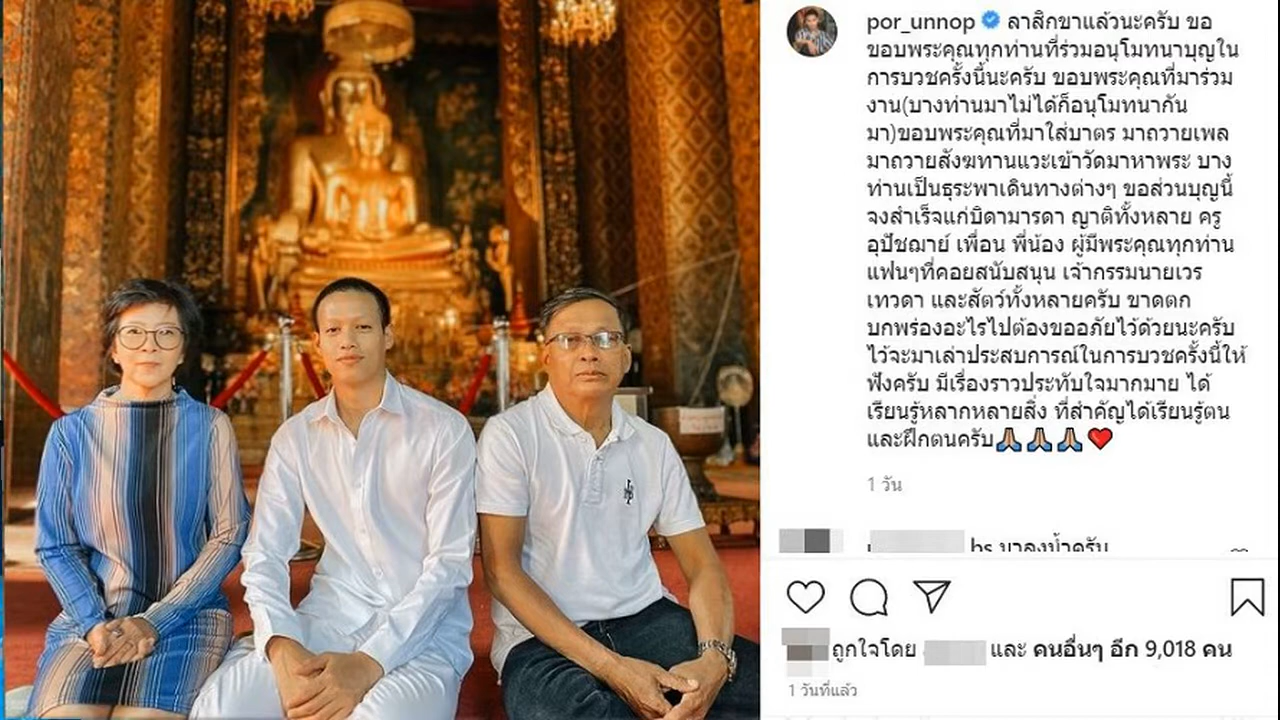 por_unnop ลาสิกขาแล้วนะครับ ขอ
ขอบพระคุณทุกท่านที่ร่วมอนุโมทนาบุญใน
การบวชครั้งนี้นะครับ ขอบพระคุณที่มาร่วม
งาน(บางท่านมาไม่ได้ก็อนุโมทนากัน
มา)ขอบพระคุณที่มาใส่บาตร มาถวายเพล
มาถวายสังฆทานแวะเข้าวัดมาหาพระ บาง
ท่านเป็นธุระพาเดินทางต่างๆ ขอส่วนบุญนี้
จงสำเร็จแก่บิดามารดา ญาติทั้งหลาย ครู
อุปัชฌาย์ เพื่อน พี่น้อง ผู้มีพระคุณทุกท่าน
แฟนๆที่คอยสนับสนุน เจ้ากรรมนายเวร
เทวดา และสัตว์ทั้งหลายครับ ขาดตก
บกพร่องอะไรไปต้องขออภัยไว้ด้วยนะครับ
ไว้จะมาเล่าประสบการณ์ในการบวชครั้งนี้ให้
ฟังครับ มีเรื่องราวประทับใจมากมาย ได้
เรียนรู้หลากหลายสิ่ง ที่สำคัญได้เรียนรู้ตน
และฝึกตนครับ🙏🏽🙏🏽🙏🏽❤️
1 วัน
bs
ถูกใจโดย และ คนอื่นๆ อีก 9,018 คน
1 วันที่แล้ว